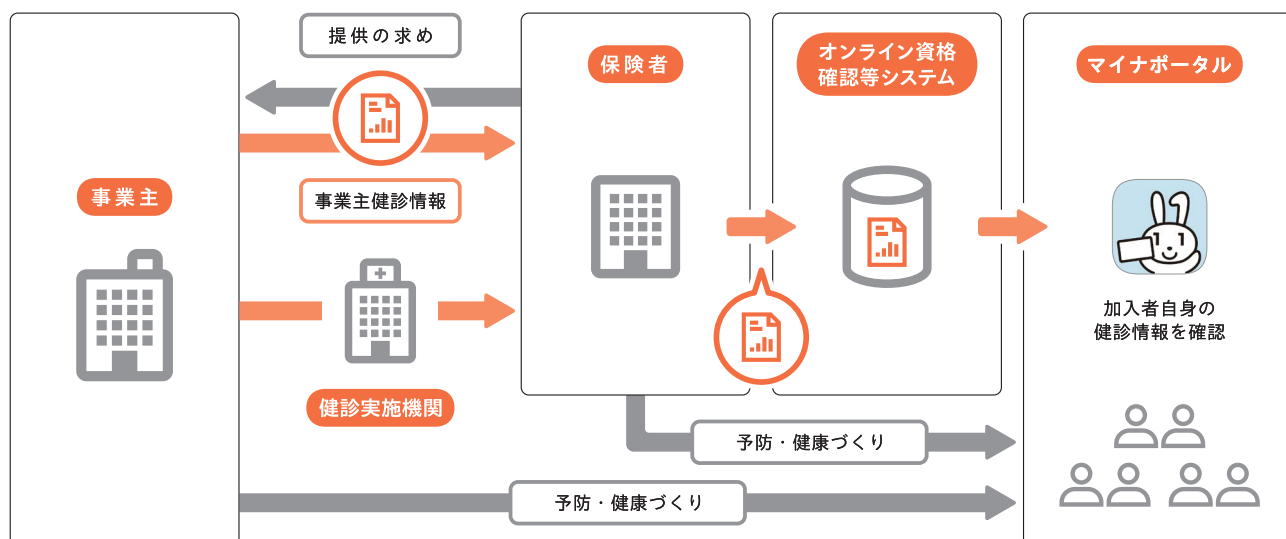 提供の求め
保険者
オンライン資格
確認等システム
マイナポータル
事業主
事業主健診情報
健診実施機関
加入者自身の
健診情報を確認
予防・健康づくり
予防・健康づくり